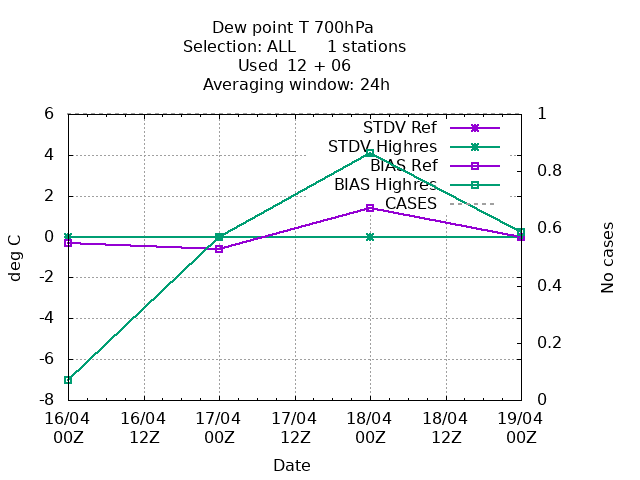 Dew point T 700hPa
Selection: ALL      1 stations
Used  12 + 06
Averaging window: 24h
6
4
2
0
-2
-4
-6
-8
deg C
1
0.8
0.6
0.4
0.2
0
No cases
STDV Ref
STDV Highres
BIAS Ref
BIAS Highres
CASES
16/04 16/04 17/04 17/04 18/04 18/04 19/04
00Z 12Z 00Z 12Z 00Z 12Z 00Z
Date